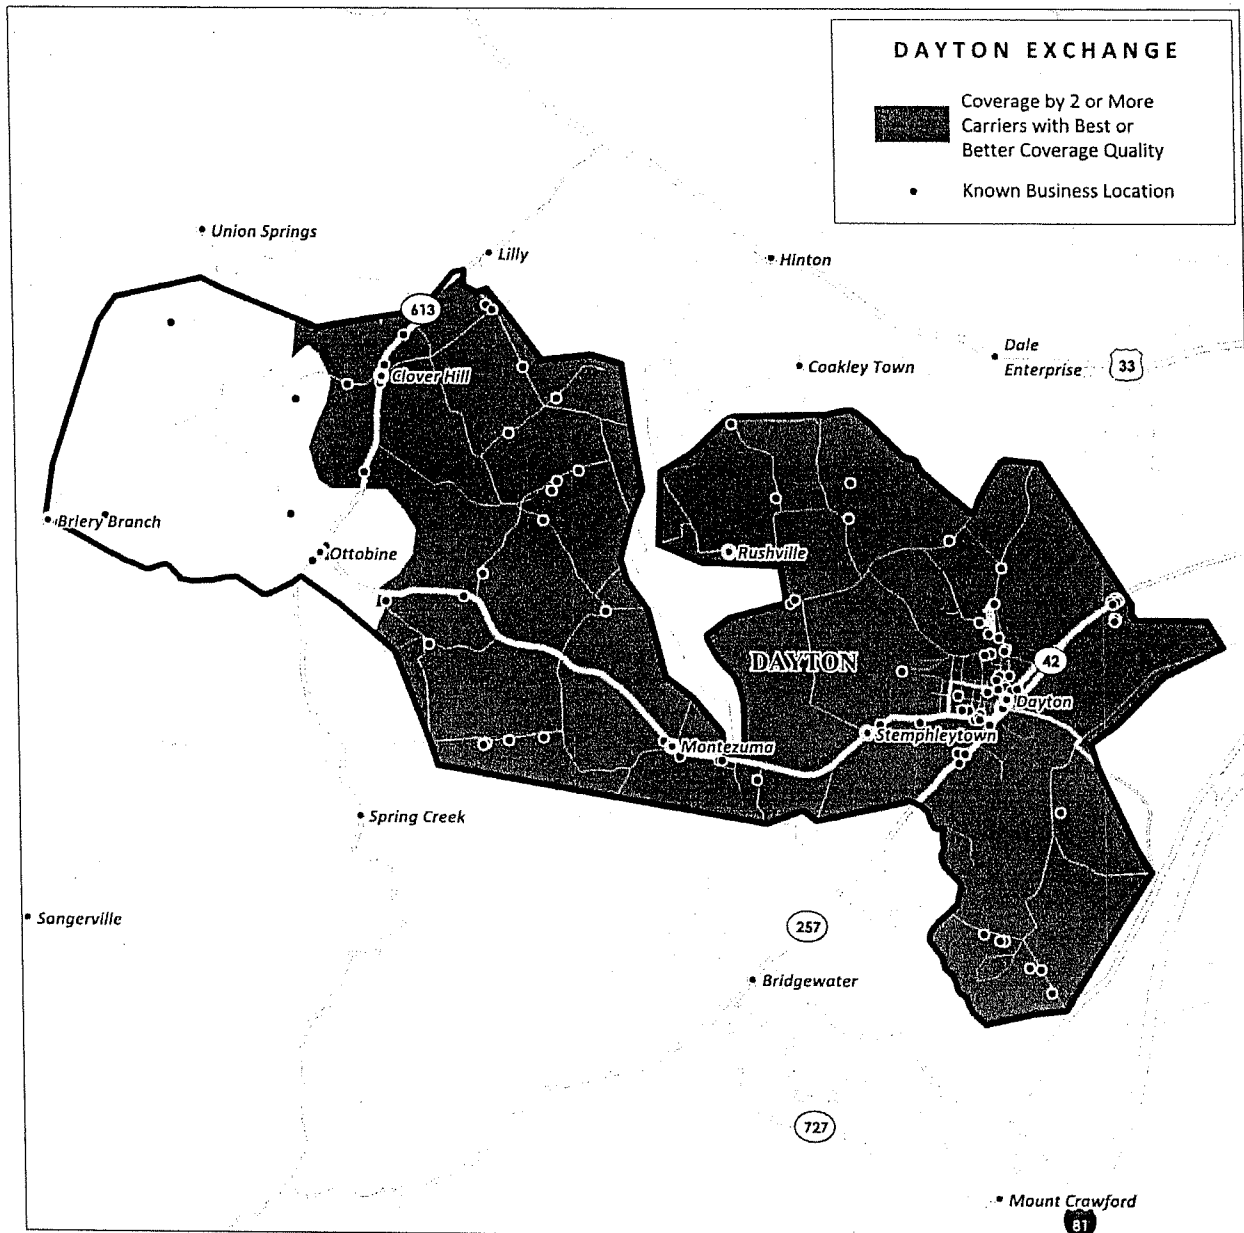 DAYTON EXCHANGE
Coverage by 2 or More
Carriers with Best or
Better Coverage Quality
Known Business Location
Union Springs
Lilly
Hinton
613
Dale
Enterprise
33
Coakley Town
Clover Hill
Briery Branch
Ottobine
Rushville
DAYTON
42
Dayton
Stemphleytown
Montezuma
Spring Creek
Sangerville
257
Bridgewater
727
Mount Crawford
81